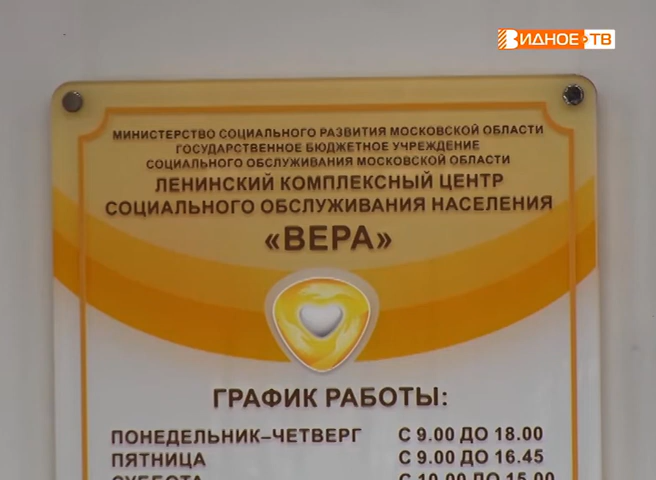 ВИДНОЕ-ТВ
МИНИСТЕРСТВО СОЦИАЛЬНОГО РАЗВИТИЯ МОСКОВСКОЙ ОБЛАСТИ
ГОСУДАРСТВЕННОЕ БЮДЖЕТНОЕ УЧРЕЖДЕНИЕ
СОЦИАЛЬНОГО ОБСЛУЖИВАНИЯ МОСКОВСКОЙ ОБЛАСТИ
ЛЕНИНСКИЙ КОМПЛЕКСНЫЙ ЦЕНТР
СОЦИАЛЬНОГО ОБСЛУЖИВАНИЯ НАСЕЛЕНИЯ
«ВЕРА»
ГРАФИК РАБОТЫ:
ПОНЕДЕЛЬНИК–ЧЕТВЕРГ С 9.00 ДО 18.00
ПЯТНИЦА С 9.00 ДО 16.45
СУББОТА С 10.00 ДО 15.00